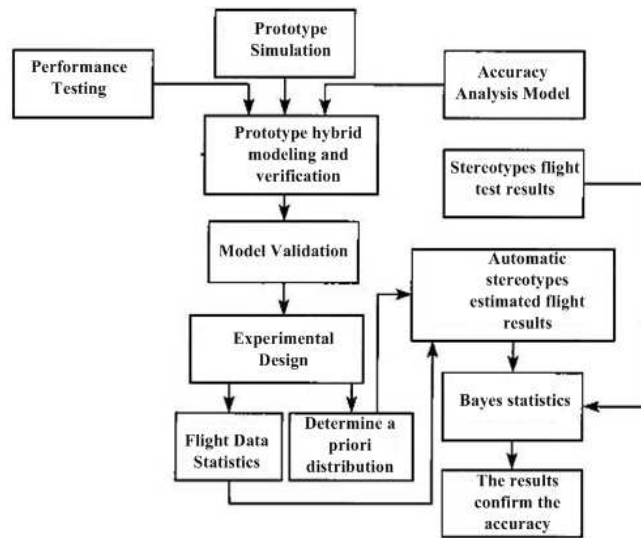 Prototype
Simulation
Performance
Testing
Accuracy
Analysis Model
Prototype hybrid
modeling and
verification
Stereotypes flight
test results
Model Validation
Automatic
stereotypes
estimated flight
results
Experimental
Design
Bayes statistics
Flight Data
Statistics
Determine a
priori
distribution
The results
confirm the
accuracy